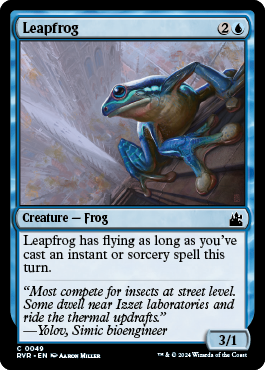 Leapfrog 2
Creature — Frog
Leapfrog has flying as long as you've
cast an instant or sorcery spell this
turn.
“Most compete for insects at street level.
Some dwell near Izzet laboratories and
ride the thermal updrafts.”
—Yolov, Simic bioengineer
3/1
C 0049
RVR • EN Aaron Miller
™ & © 2024 Wizards of the Coast